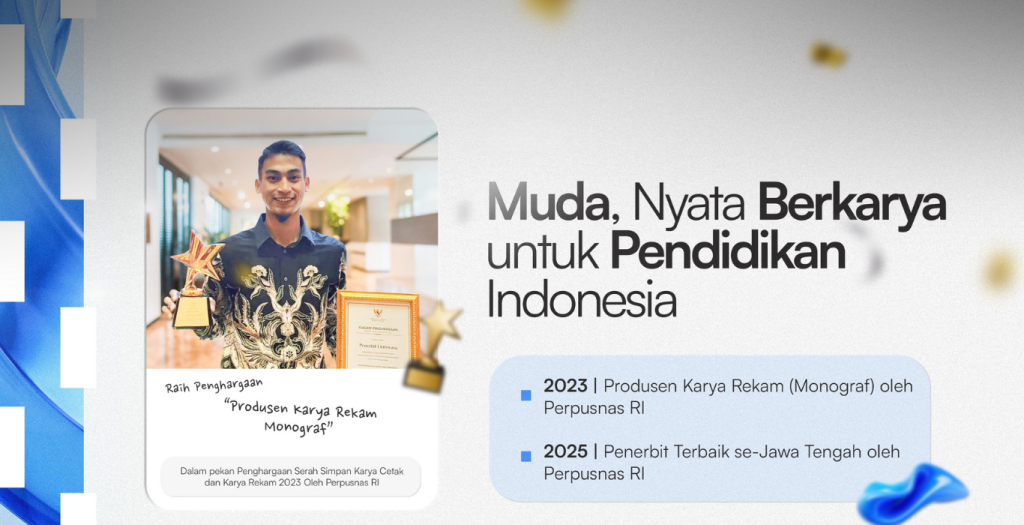 Muda, Nyata Berkarya
untuk Pendidikan
Indonesia
2023 | Produsen Karya Rekam (Monograf) oleh
Perpusnas RI
2025 | Penerbit Terbaik se-Jawa Tengah oleh
Perpusnas RI
Raih Penghargaan
“Produsen Karya Rekam
Monograf”
Dalam pekan Penghargaan Serah Simpan Karya Cetak
dan Karya Rekam 2023 Oleh Perpusnas RI